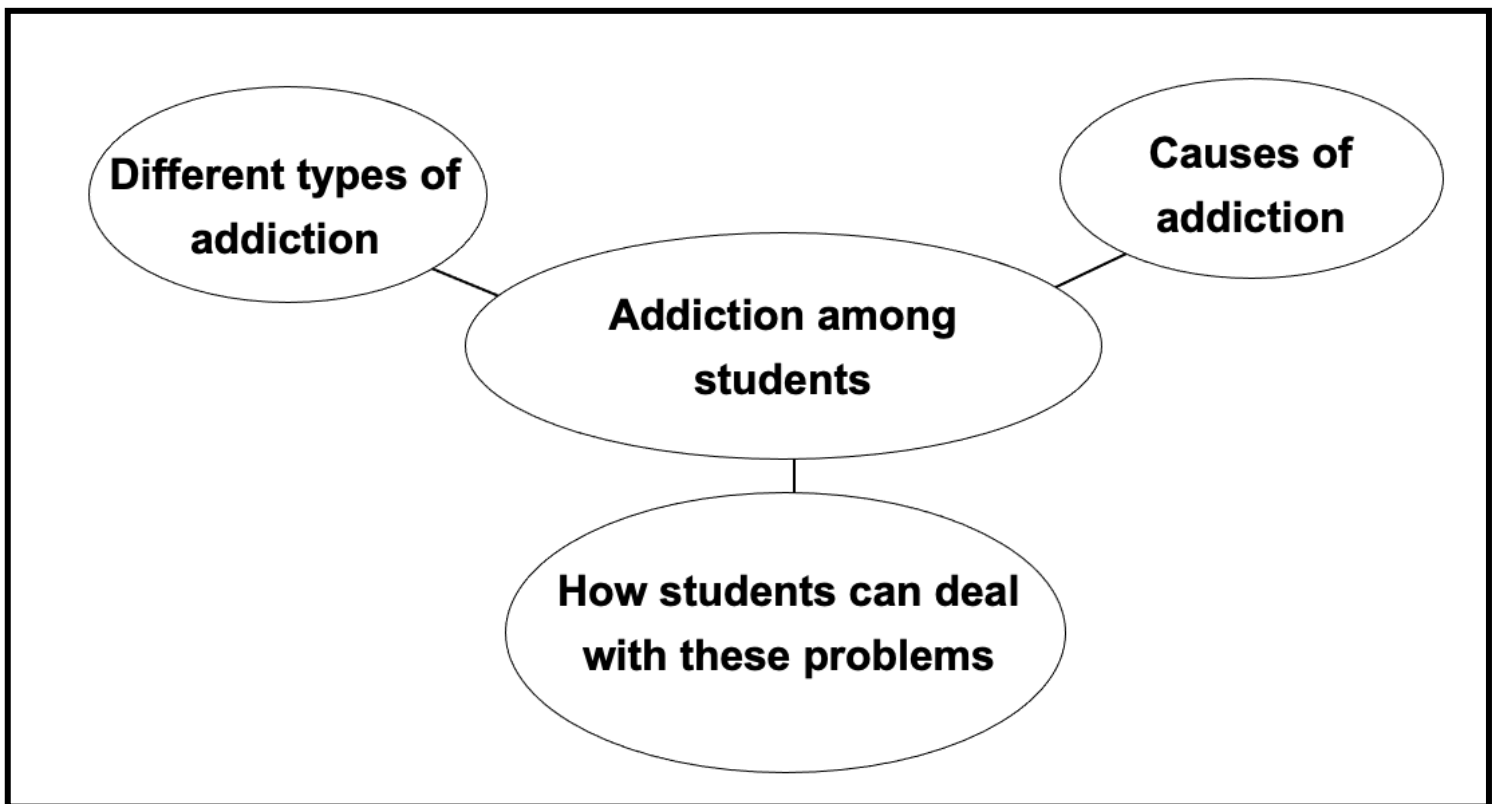 Different types of
addiction
Causes of
addiction
Addiction among
students
How students can deal
with these problems